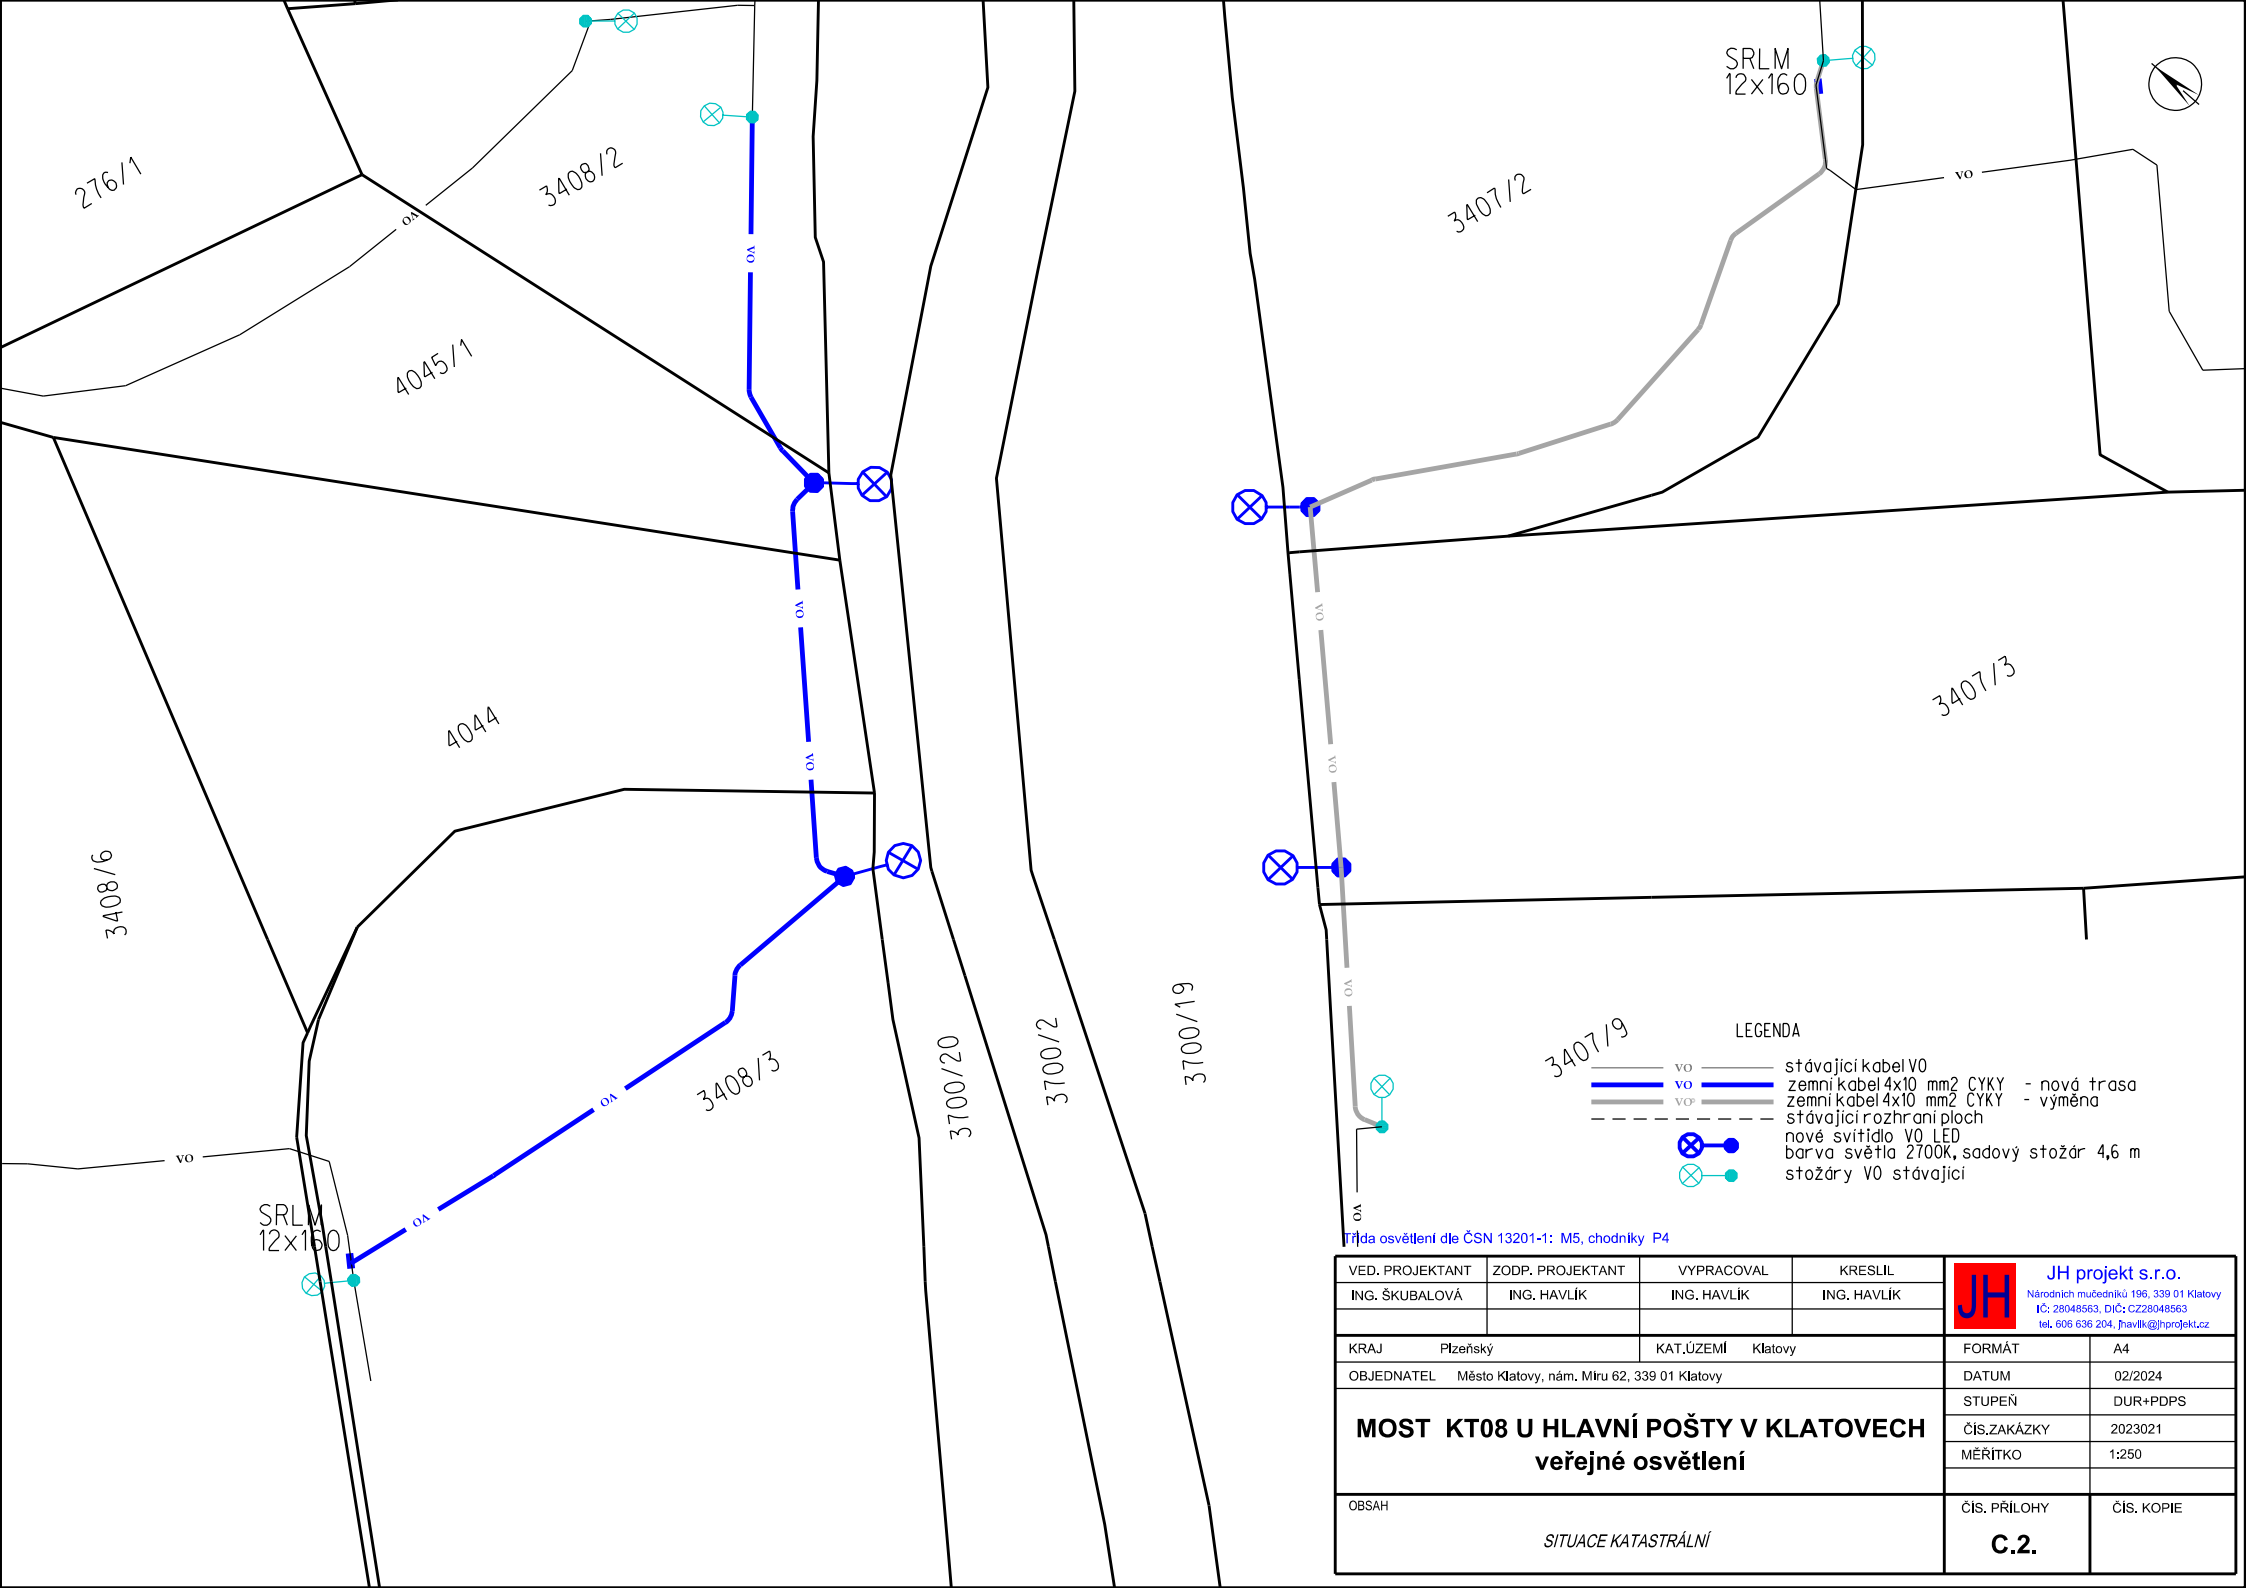 SRLM
12x160
276/1
3408/2
3407/2
VO
VO
VO
4045/1
VO
VO
3407/3
4044
VO
VO
3408/6
VO
3700/19
3700/20
3700/2
3407/9
3408/3
VO
VO
VO
SRLM
12x160
VO
LEGENDA
VO stávající kabel VO
VO zemní kabel 4x10 mm2 CYKY - nová trasa
VO zemní kabel 4x10 mm2 CYKY - výměna
stávající rozhraní ploch
nové svítidlo VO LED
barva světla 2700K, sadový stožár 4,6 m
stožáry VO stávající
Třída osvětlení dle ČSN 13201-1: M5, chodníky P4
VED. PROJEKTANT ZODP. PROJEKTANT VYPRACOVAL KRESLIL
ING. ŠKUBALOVÁ ING. HAVLÍK ING. HAVLÍK ING. HAVLÍK
JH
JH projekt s.r.o.
Národních mučedníků 196, 339 01 Klatovy
IČ: 28048563, DIČ: CZ28048563
tel. 606 636 204, jhavlik@jhprojekt.cz
KRAJ Plzeňský KAT.ÚZEMÍ Klatovy
OBJEDNATEL Město Klatovy, nám. Míru 62, 339 01 Klatovy
FORMÁT A4
DATUM 02/2024
STUPEŇ DUR+PDPS
ČÍS.ZAKÁZKY 2023021
MĚŘÍTKO 1:250
MOST KT08 U HLAVNÍ POŠTY V KLATOVECH
veřejné osvětlení
OBSAH
SITUACE KATASTRÁLNÍ
ČÍS. PŘÍLOHY
C.2.
ČÍS. KOPIE